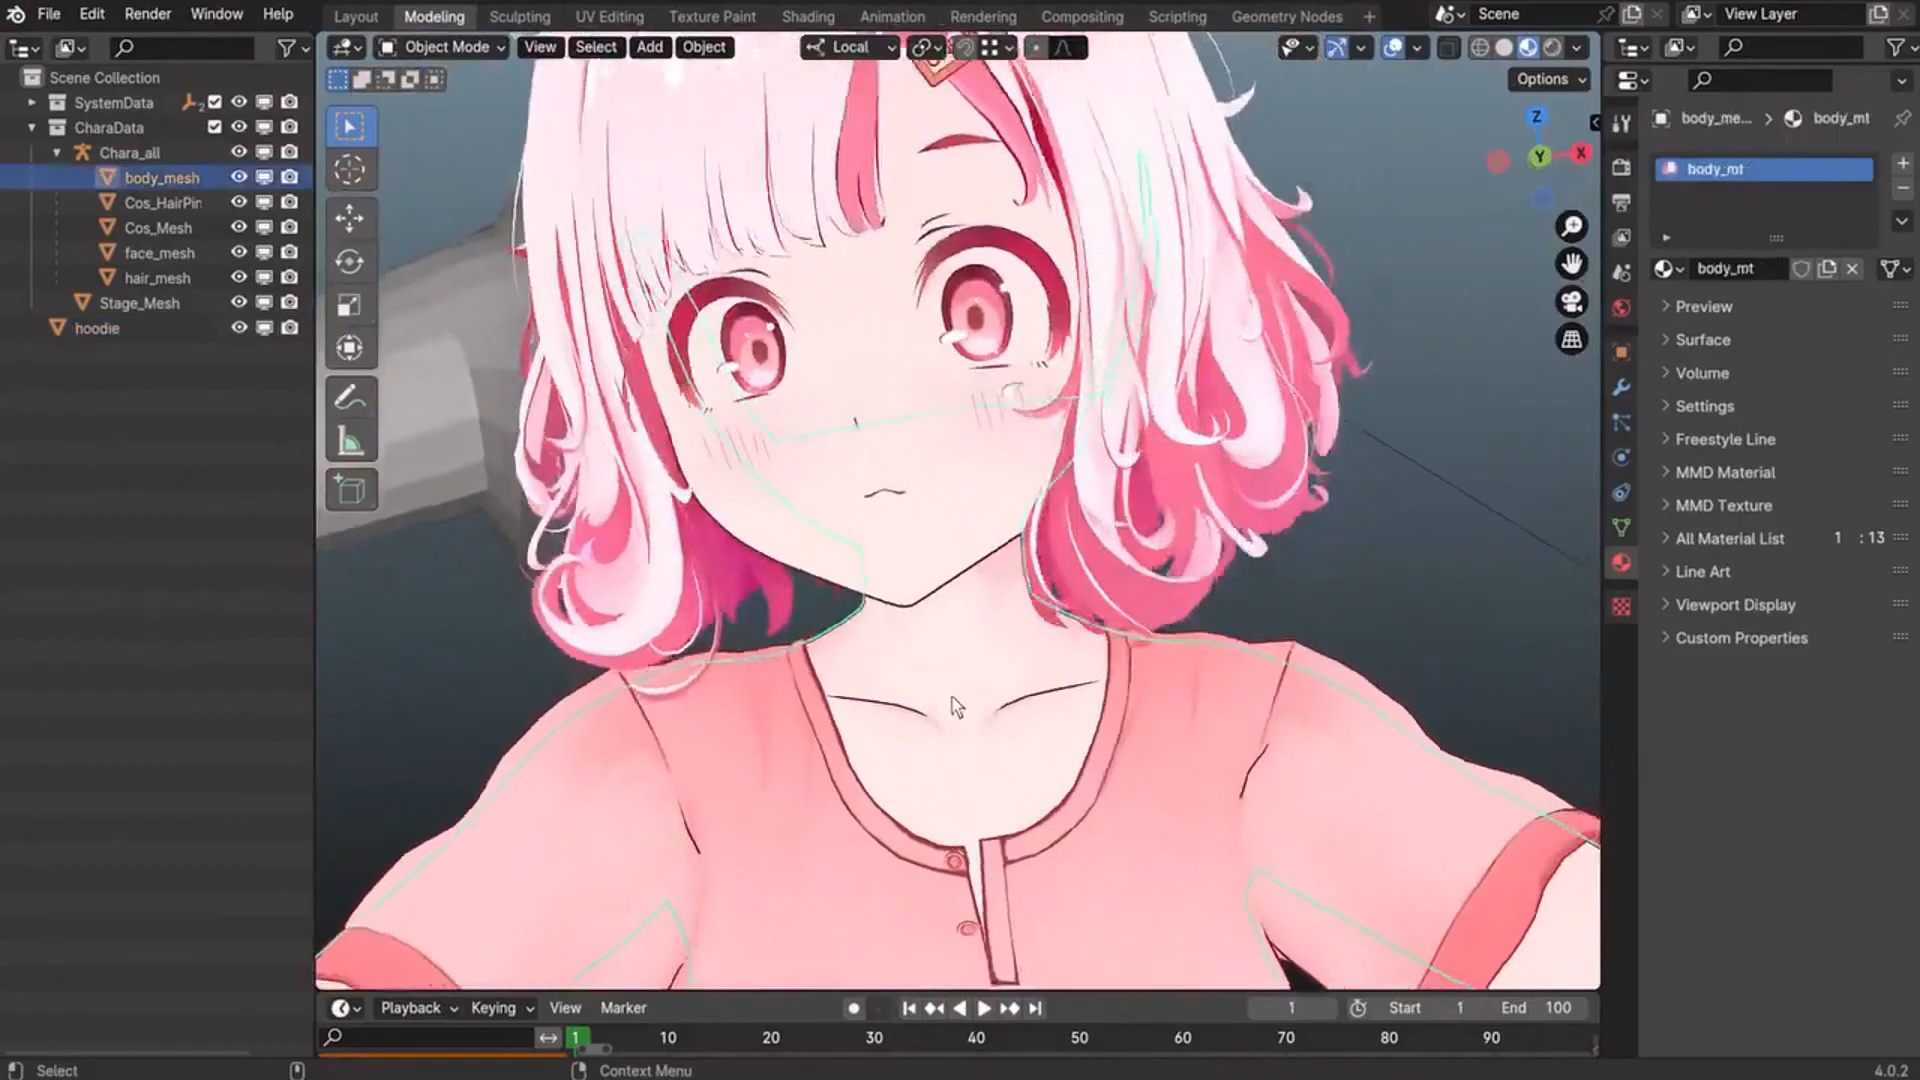 File Edit Render Window Help
Layout Modeling Sculpting UV Editing Texture Paint Shading Animation Rendering Compositing Scripting Geometry Nodes +
Scene
View Layer
Object Mode View Select Add Object
Local
Options
Scene Collection
SystemData 2
CharaData
Chara_all
body_mesh
Cos_HairPin
Cos_Mesh
face_mesh
hair_mesh
Stage_Mesh
hoodie
Z
Y
X
body_me... > body_mt
body_mt
body_mt
Preview
Surface
Volume
Settings
Freestyle Line
MMD Material
MMD Texture
All Material List 1 : 13
Line Art
Viewport Display
Custom Properties
Playback Keying View Marker
1
Start 1
End 100
1 10 20 30 40 50 60 70 80 90
Select
Context Menu
4.0.2